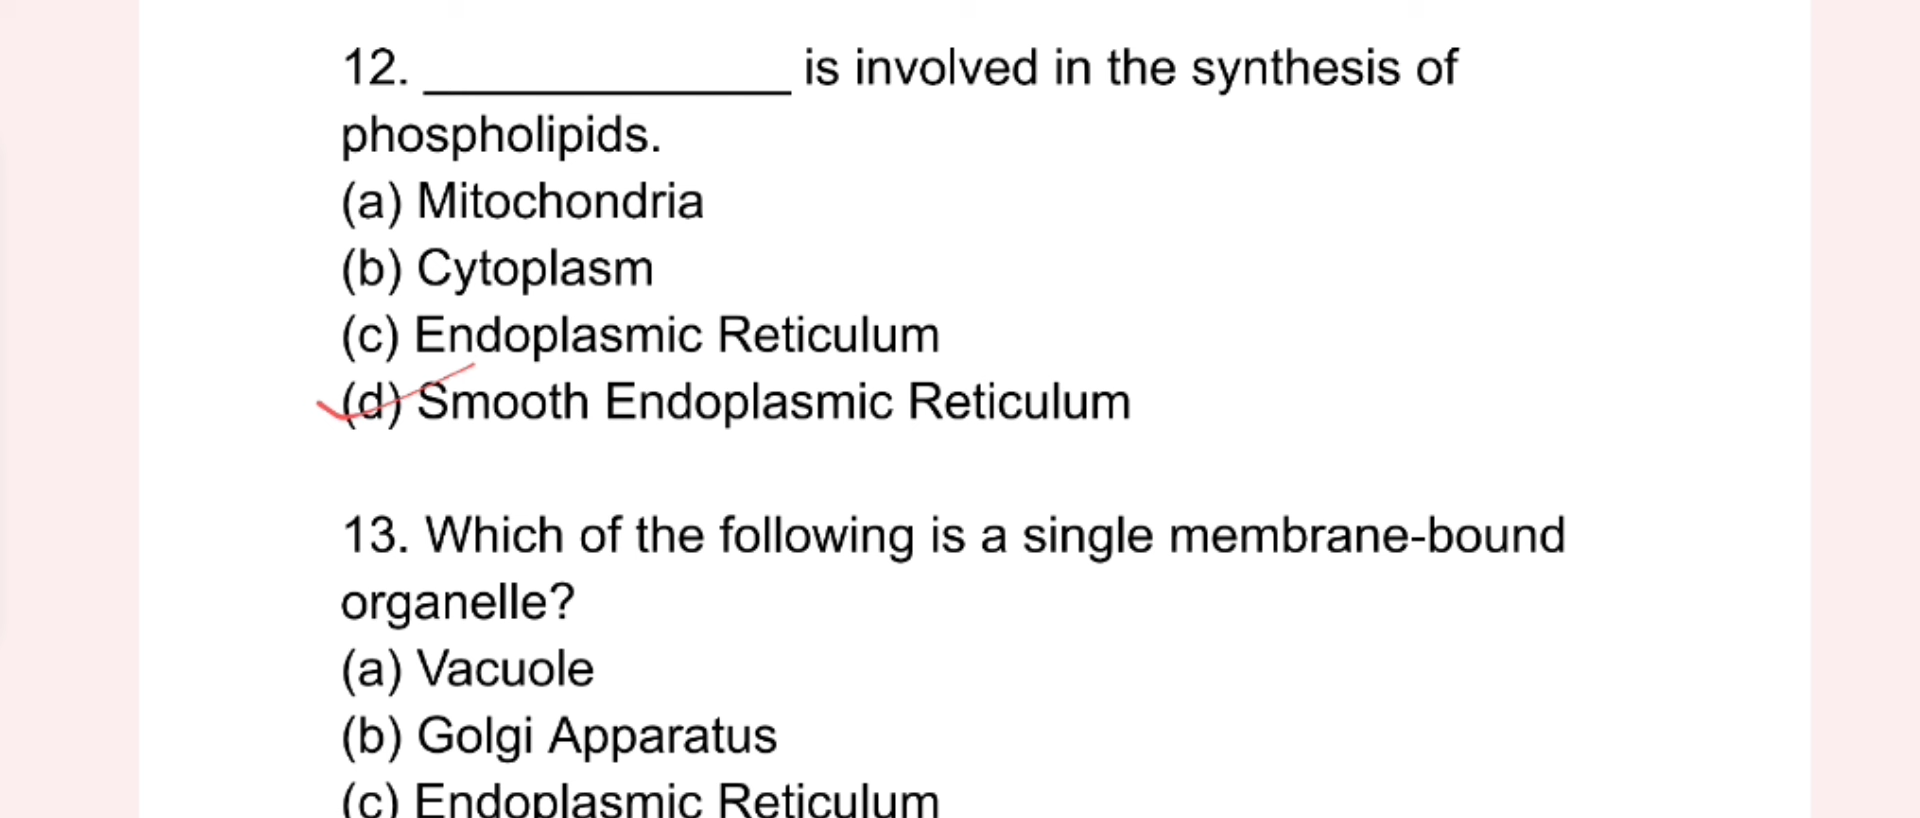 12. ______________ is involved in the synthesis of
phospholipids.
(a) Mitochondria
(b) Cytoplasm
(c) Endoplasmic Reticulum
(d) Smooth Endoplasmic Reticulum
13. Which of the following is a single membrane-bound
organelle?
(a) Vacuole
(b) Golgi Apparatus
(c) Endoplasmic Reticulum